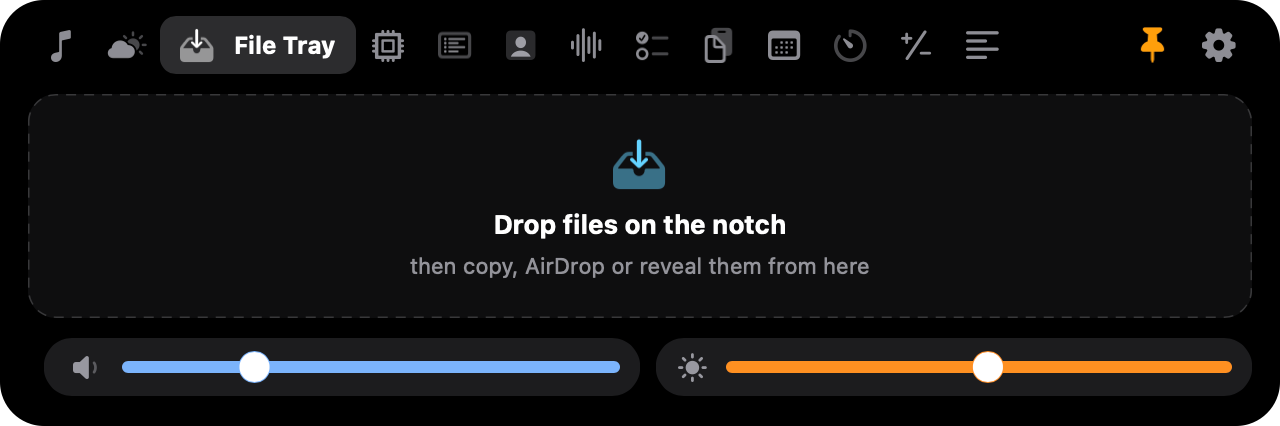 File Tray
Drop files on the notch
then copy, AirDrop or reveal them from here